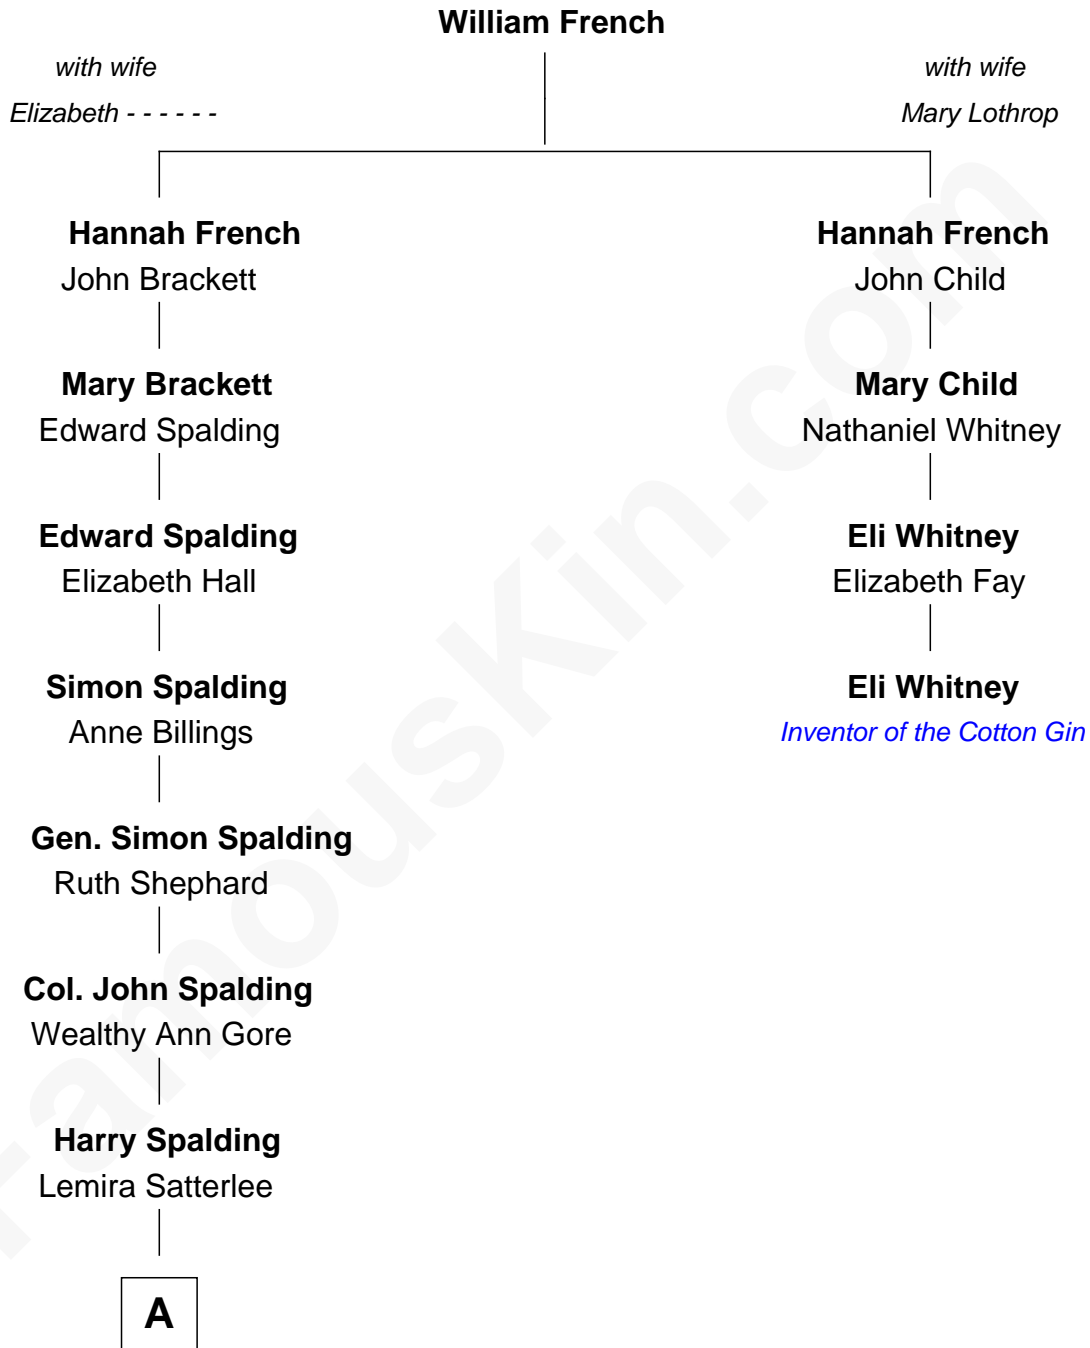 William French
with wife
Elizabeth - - - - - -
with wife
Mary Lothrop
Hannah French
John Brackett
Hannah French
John Child
Mary Brackett
Edward Spalding
Mary Child
Nathaniel Whitney
Edward Spalding
Elizabeth Hall
Eli Whitney
Elizabeth Fay
Simon Spalding
Anne Billings
Eli Whitney
Inventor of the Cotton Gin
Gen. Simon Spalding
Ruth Shephard
Col. John Spalding
Wealthy Ann Gore
Harry Spalding
Lemira Satterlee
A
FamousKin.com